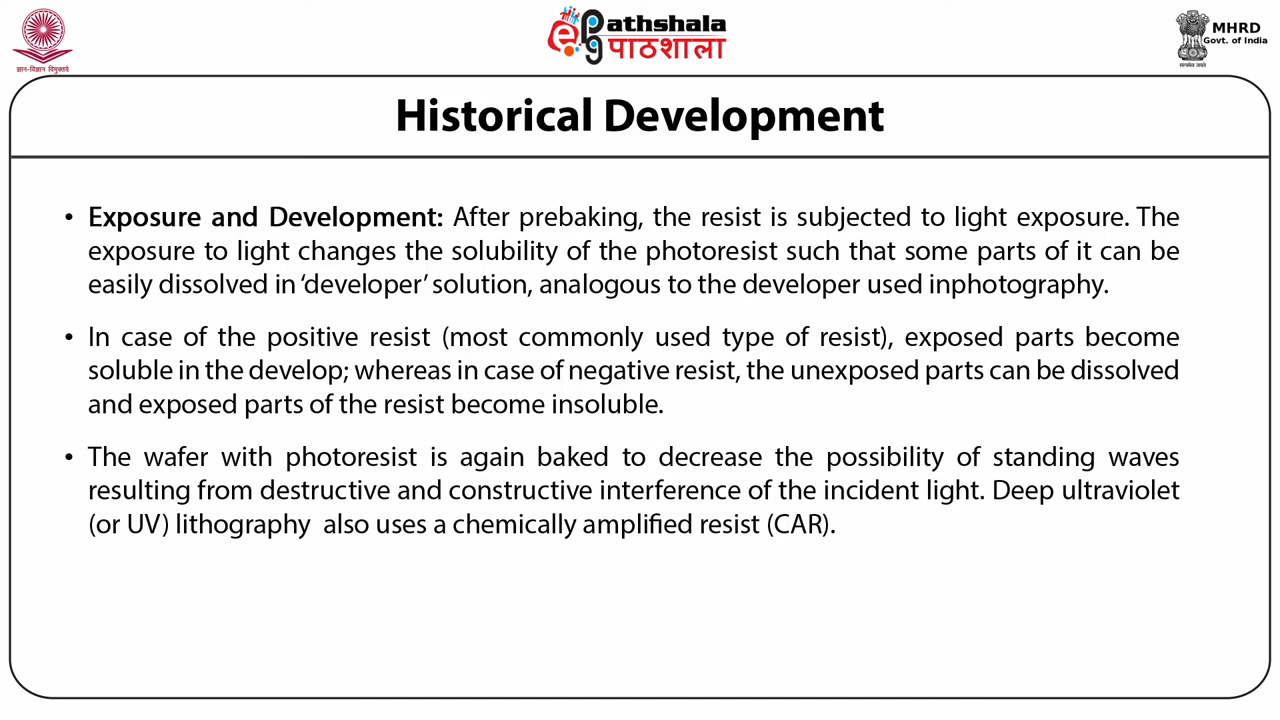 ज्ञान-विज्ञान विमुक्तये
ePG Pathshala
पाठशाला
MHRD
Govt. of India
सत्यमेव जयते
Historical Development
• Exposure and Development: After prebaking, the resist is subjected to light exposure. The
exposure to light changes the solubility of the photoresist such that some parts of it can be
easily dissolved in ‘developer’ solution, analogous to the developer used inphotography.
• In case of the positive resist (most commonly used type of resist), exposed parts become
soluble in the develop; whereas in case of negative resist, the unexposed parts can be dissolved
and exposed parts of the resist become insoluble.
• The wafer with photoresist is again baked to decrease the possibility of standing waves
resulting from destructive and constructive interference of the incident light. Deep ultraviolet
(or UV) lithography also uses a chemically amplified resist (CAR).